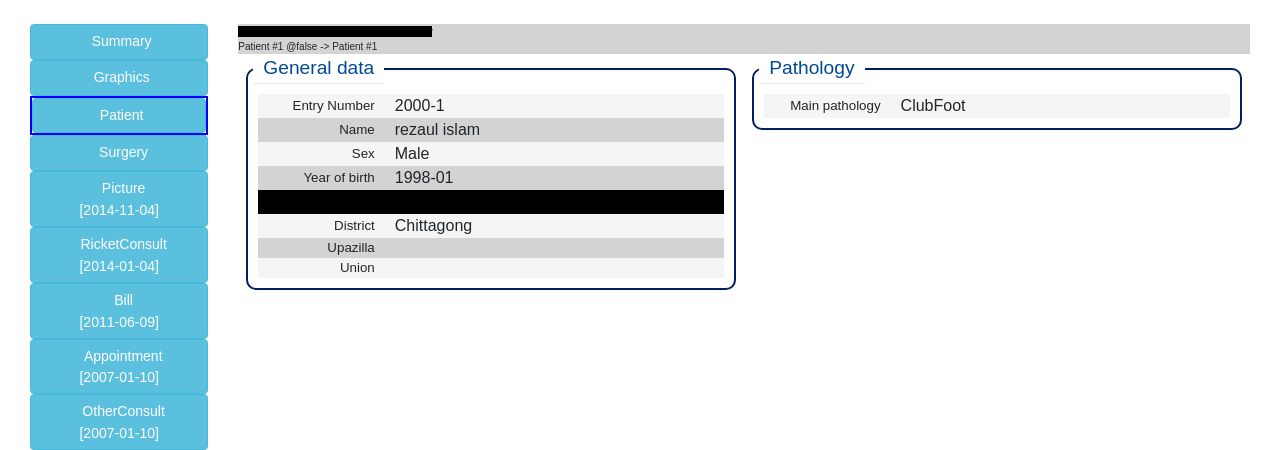 Summary
Graphics
Patient
Surgery
Picture
[2014-11-04]
RicketConsult
[2014-01-04]
Bill
[2011-06-09]
Appointment
[2007-01-10]
OtherConsult
[2007-01-10]
Patient #1 @false -> Patient #1
General data
Entry Number 2000-1
Name rezaul islam
Sex Male
Year of birth 1998-01
District Chittagong
Upazilla
Union
Pathology
Main pathology ClubFoot